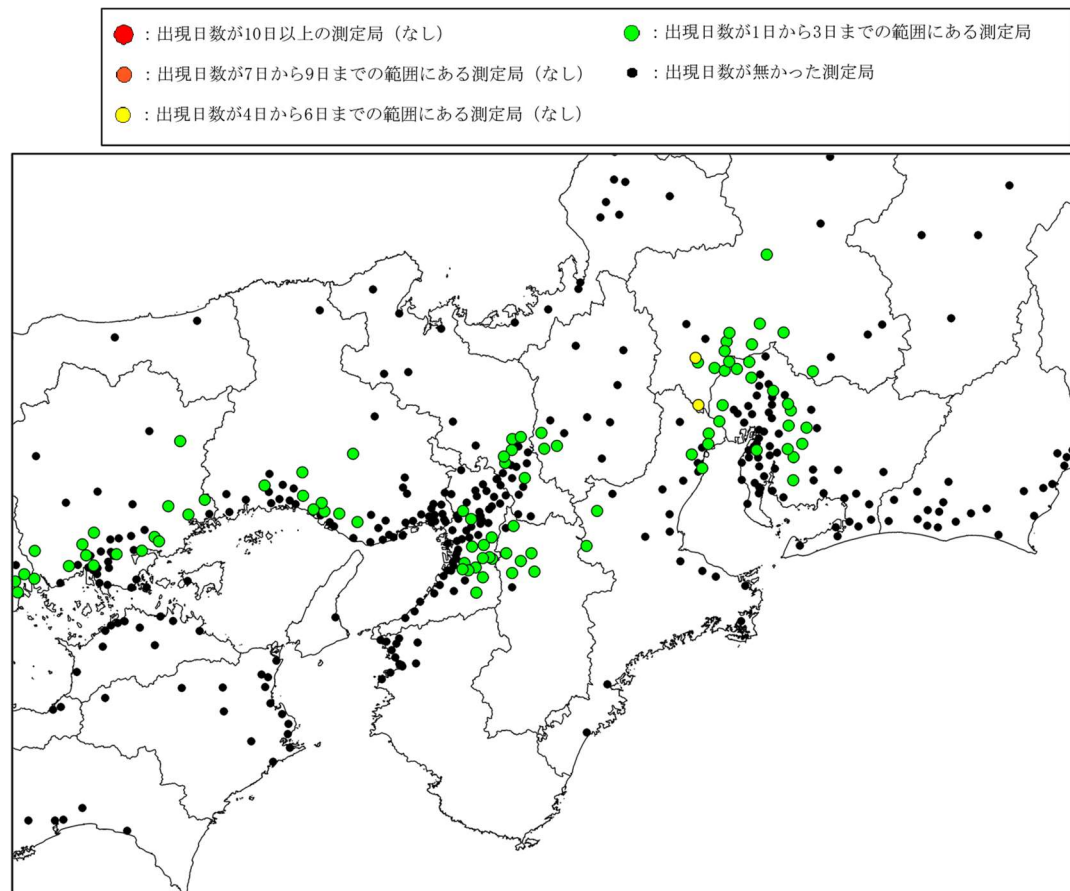 ：出現日数が10日以上の測定局（なし）
：出現日数が7日から9日までの範囲にある測定局（なし）
：出現日数が4日から6日までの範囲にある測定局（なし）
：出現日数が1日から3日までの範囲にある測定局
：出現日数が無かった測定局